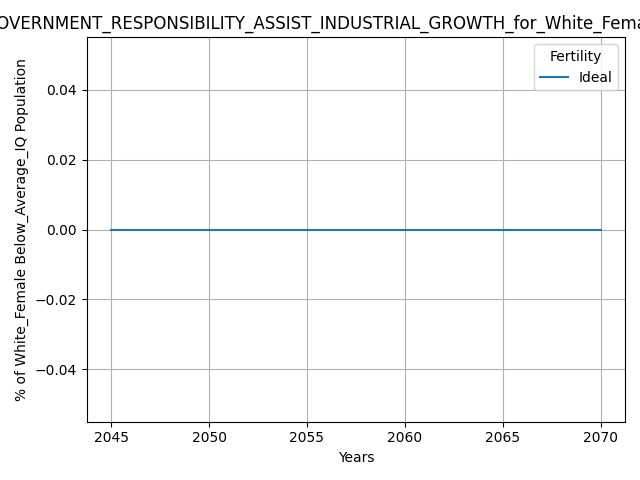 OVERNMENT_RESPONSIBILITY_ASSIST_INDUSTRIAL_GROWTH_for_White_Fema
Fertility
Ideal
% of White_Female Below_Average_IQ Population
0.04
0.02
0.00
−0.02
−0.04
2045 2050 2055 2060 2065 2070
Years